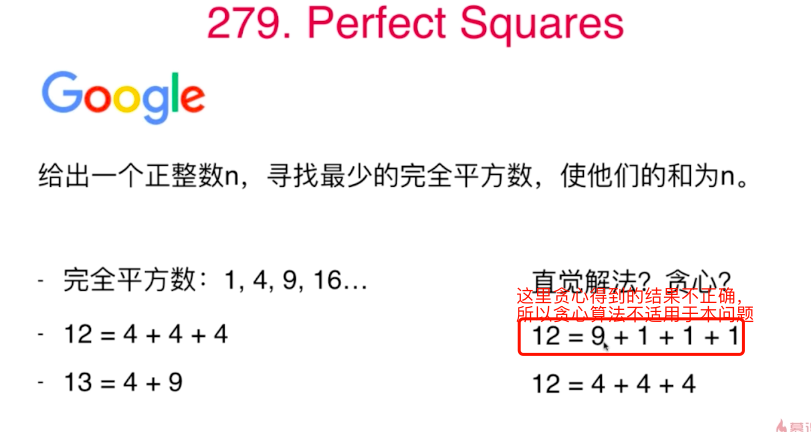 279. Perfect Squares
Google
给出一个正整数n，寻找最少的完全平方数，使他们的和为n。
- 完全平方数：1, 4, 9, 16…
直觉解法？贪心？
这里贪心得到的结果不正确，
所以贪心算法不适用于本问题
- 12 = 4 + 4 + 4
12 = 9 + 1 + 1 + 1
- 13 = 4 + 9
12 = 4 + 4 + 4